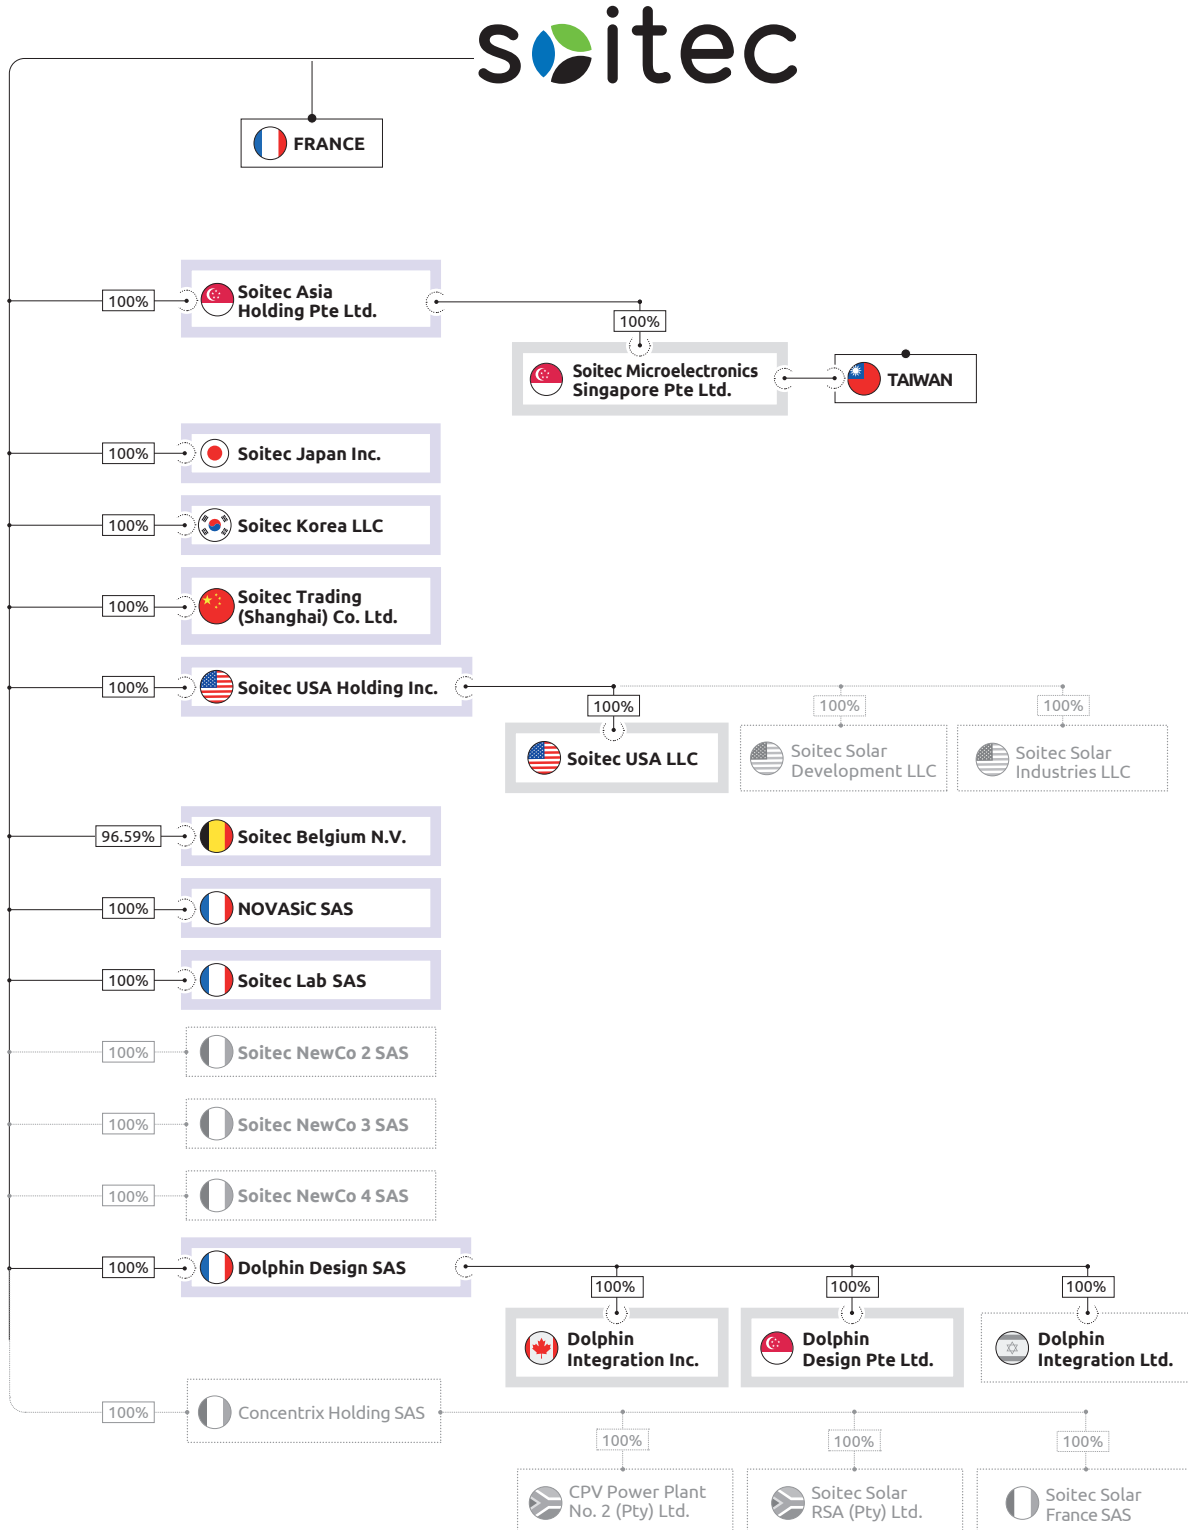 soitec
FRANCE
100%
Soitec Asia
Holding Pte Ltd.
100%
Soitec Microelectronics
Singapore Pte Ltd.
TAIWAN
100%
Soitec Japan Inc.
100%
Soitec Korea LLC
100%
Soitec Trading
(Shanghai) Co. Ltd.
100%
Soitec USA Holding Inc.
100%
100%
100%
Soitec USA LLC
Soitec Solar
Development LLC
Soitec Solar
Industries LLC
96.59%
Soitec Belgium N.V.
100%
NOVASiC SAS
100%
Soitec Lab SAS
100%
Soitec NewCo 2 SAS
100%
Soitec NewCo 3 SAS
100%
Soitec NewCo 4 SAS
100%
Dolphin Design SAS
100%
100%
100%
Dolphin
Integration Inc.
Dolphin
Design Pte Ltd.
Dolphin
Integration Ltd.
100%
Concentrix Holding SAS
100%
100%
100%
CPV Power Plant
No. 2 (Pty) Ltd.
Soitec Solar
RSA (Pty) Ltd.
Soitec Solar
France SAS